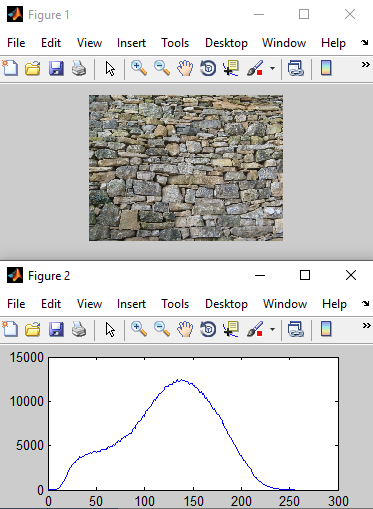 Figure 1
File Edit View Insert Tools Desktop Window Help
Figure 2
File Edit View Insert Tools Desktop Window Help
15000
10000
5000
0
0 50 100 150 200 250 300